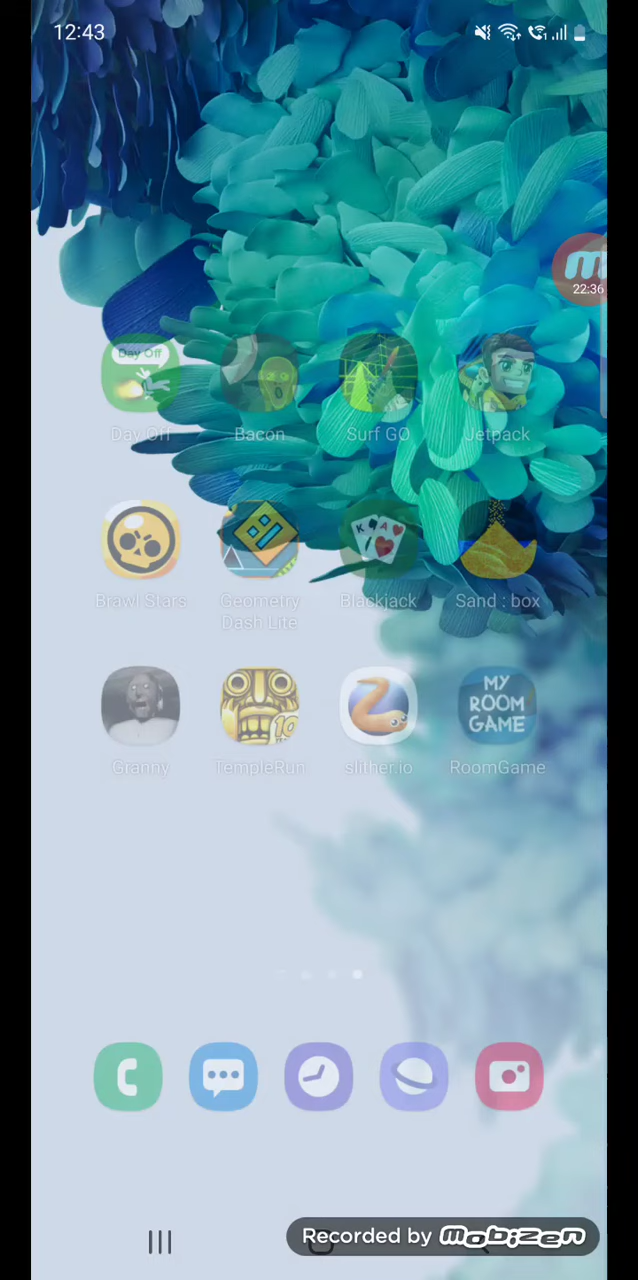 12:43
22:36
Day Off
Day Off
Bacon
Surf GO
Jetpack
K A
Brawl Stars
Geometry
Dash Lite
Blackjack
Sand : box
10
MY
ROOM
GAME
Granny
TempleRun
slither.io
RoomGame
Recorded by mobizen